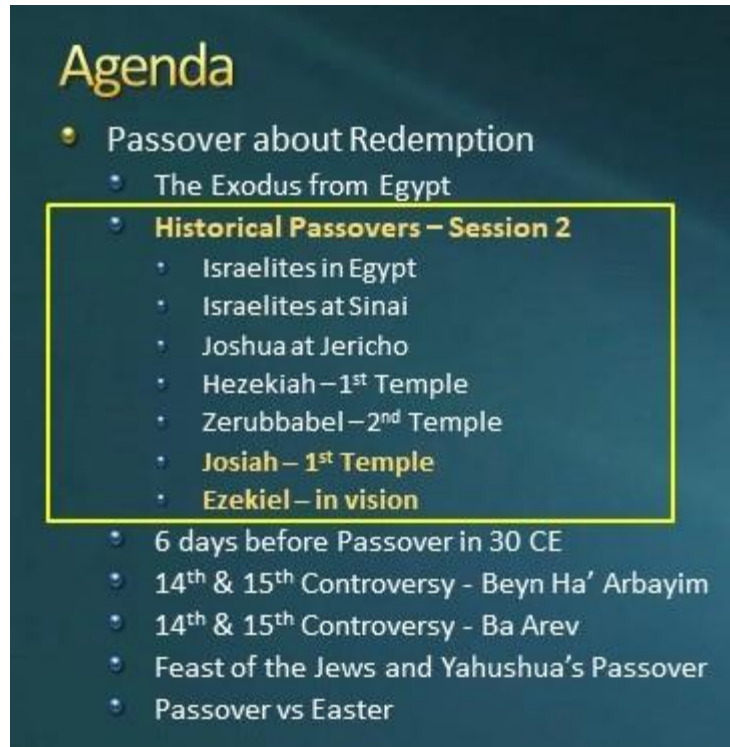 Agenda
Passover about Redemption
The Exodus from Egypt
Historical Passovers – Session 2
Israelites in Egypt
Israelites at Sinai
Joshua at Jericho
Hezekiah – 1st Temple
Zerubbabel – 2nd Temple
Josiah – 1st Temple
Ezekiel – in vision
6 days before Passover in 30 CE
14th & 15th Controversy - Beyn Ha’ Arbayim
14th & 15th Controversy - Ba Arev
Feast of the Jews and Yahushua’s Passover
Passover vs Easter